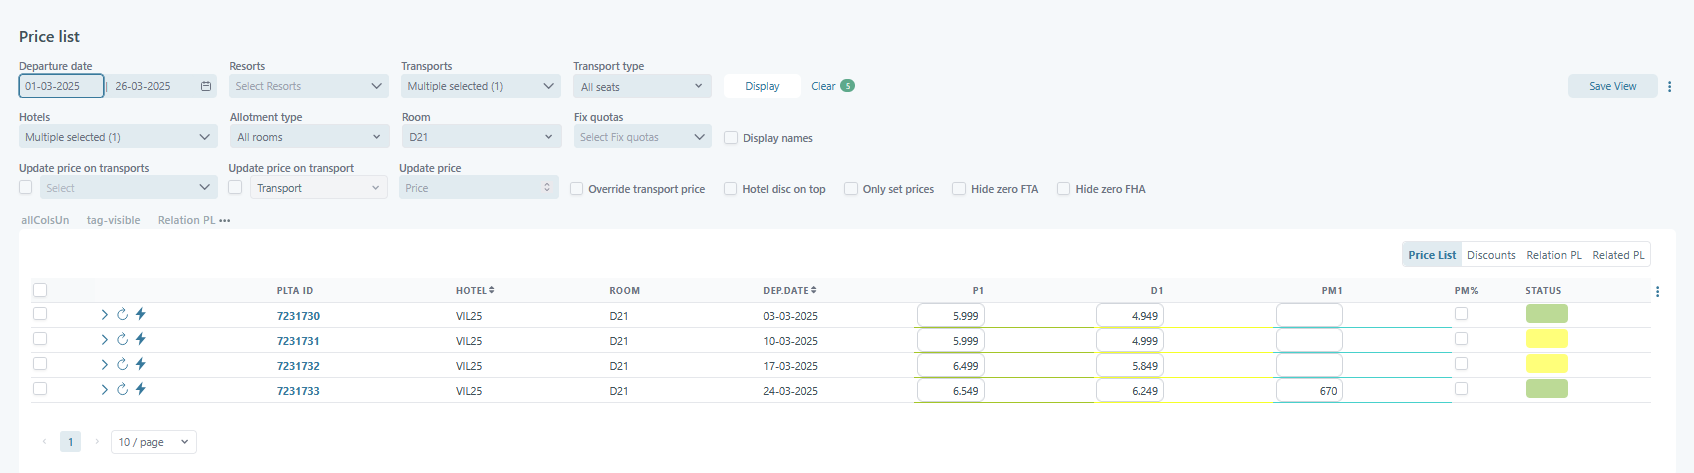 Price list
Departure date Resorts Transports Transport type
01-03-2025 | 26-03-2025 Select Resorts Multiple selected (1) All seats Display Clear 5 Save View
Hotels Allotment type Room Fix quotas
Multiple selected (1) All rooms D21 Select Fix quotas Display names
Update price on transports Update price on transport Update price
Select Transport Price Override transport price Hotel disc on top Only set prices Hide zero FTA Hide zero FHA
allColsUn tag-visible Relation PL •••
Price List Discounts Relation PL Related PL
PLTA ID HOTEL ROOM DEP.DATE P1 D1 PM1 PM% STATUS
7231730 VIL25 D21 03-03-2025 5.999 4.949
7231731 VIL25 D21 10-03-2025 5.999 4.999
7231732 VIL25 D21 17-03-2025 6.499 5.849
7231733 VIL25 D21 24-03-2025 6.549 6.249 670
1 10 / page